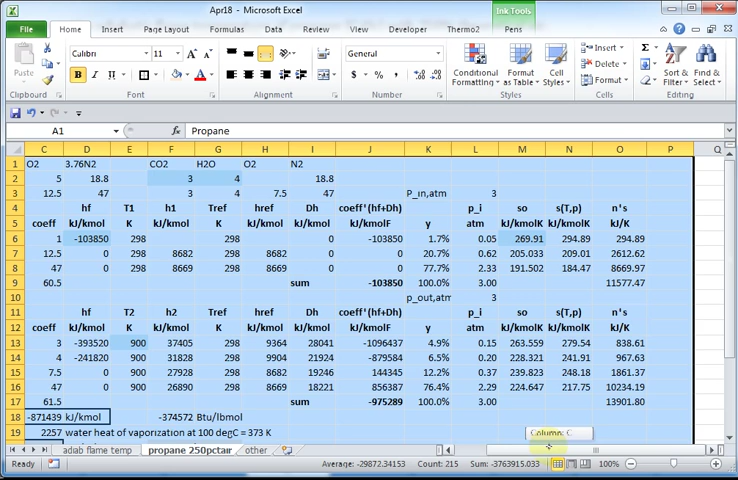 Apr18 - Microsoft Excel
Ink Tools
File Home Insert Page Layout Formulas Data Review View Developer Thermo2 Pens
Paste
Calibri 11
General
Conditional Formatting
Format as Table
Cell Styles
Insert
Delete
Format
Sort & Filter
Find & Select
Clipboard Font Alignment Number Styles Cells Editing
A1 fx Propane
C D E F G H I J K L M N O P Q
1 O2 3.76N2 CO2 H2O O2 N2
2 5 18.8 3 4 18.8
3 12.5 47 3 4 7.5 47 P_in,atm 3
4 hf T1 h1 Tref href Dh coeff*(hf+Dh) p_i so s(T,p) n*s
5 coeff kJ/kmol K kJ/kmol K kJ/kmol kJ/kmol kJ/kmolF y atm kJ/kmolK kJ/kmolK kJ/K
6 1 -103850 298 298 0 -103850 1.7% 0.05 269.91 294.89 294.89
7 12.5 0 298 8682 298 8682 0 0 20.7% 0.62 205.033 209.01 2612.62
8 47 0 298 8669 298 8669 0 0 77.7% 2.33 191.502 184.47 8669.97
9 60.5 sum -103850 100.0% 3.00 11577.47
10 p_out,atm 3
11 hf T2 h2 Tref href Dh coeff*(hf+Dh) p_i so s(T,p) n*s
12 coeff kJ/kmol K kJ/kmol K kJ/kmol kJ/kmol kJ/kmolF y atm kJ/kmolK kJ/kmolK kJ/K
13 3 -393520 900 37405 298 9364 28041 -1096437 4.9% 0.15 263.559 279.54 838.61
14 4 -241820 900 31828 298 9904 21924 -879584 6.5% 0.20 228.321 241.91 967.63
15 7.5 0 900 27928 298 8682 19246 144345 12.2% 0.37 239.823 248.18 1861.37
16 47 0 900 26890 298 8669 18221 856387 76.4% 2.29 224.647 217.75 10234.19
17 61.5 sum -975289 100.0% 3.00 13901.80
18 -871439 kJ/kmol -374572 Btu/lbmol
19 2257 water heat of vaporization at 100 degC = 373 K
Column: C
adiab flame temp propane 250pctair other
Ready Average: -29872.34153 Count: 215 Sum: -3763915.033 100%